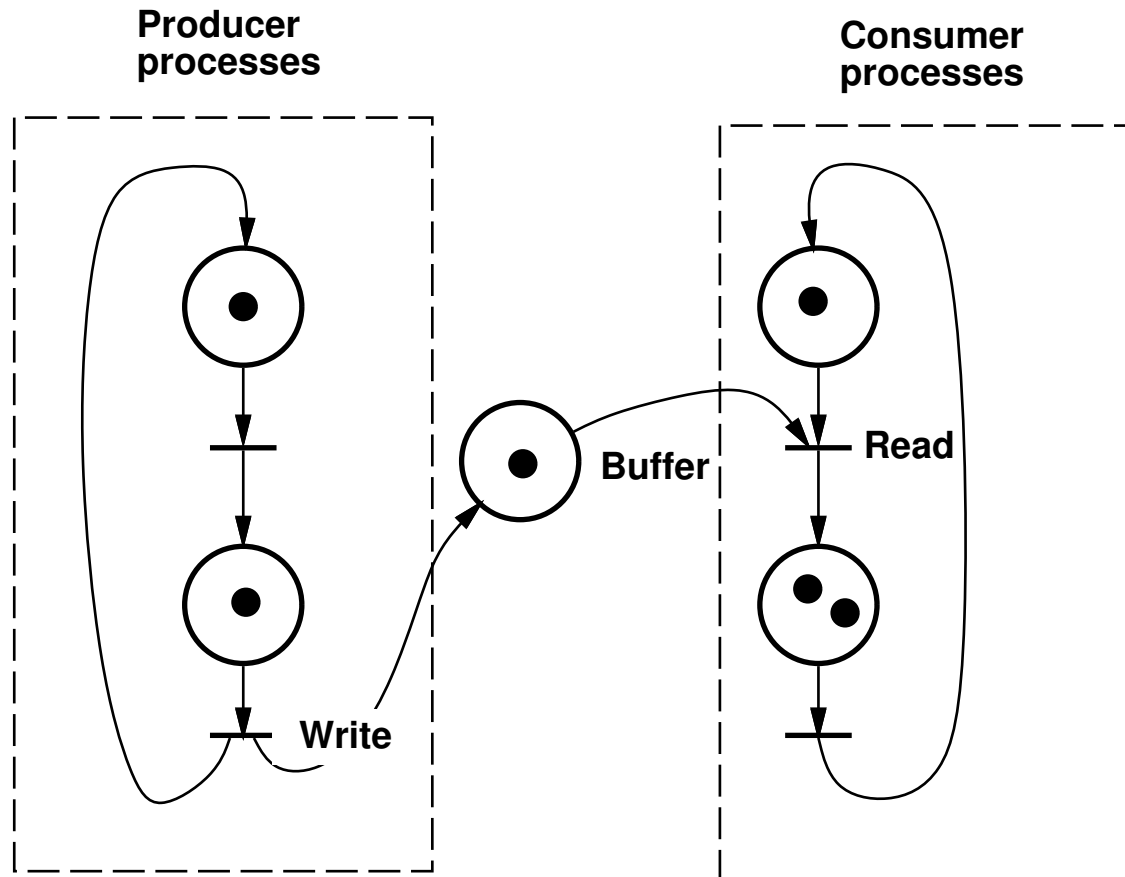 Producer
processes
Consumer
processes
Buffer
Read
Write